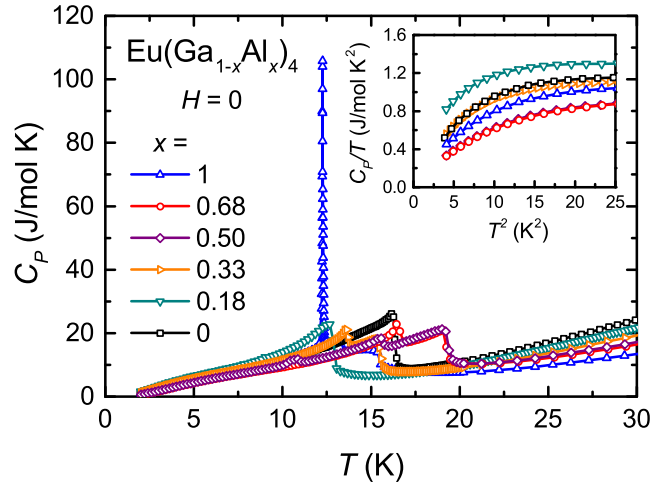 Eu(Ga1-xAlx)4
H = 0
x =
1
0.68
0.50
0.33
0.18
0
CP (J/mol K)
120
100
80
60
40
20
0
0 5 10 15 20 25 30
T (K)
CP/T (J/mol K2)
1.6
1.2
0.8
0.4
0.0
0 5 10 15 20 25
T2 (K2)